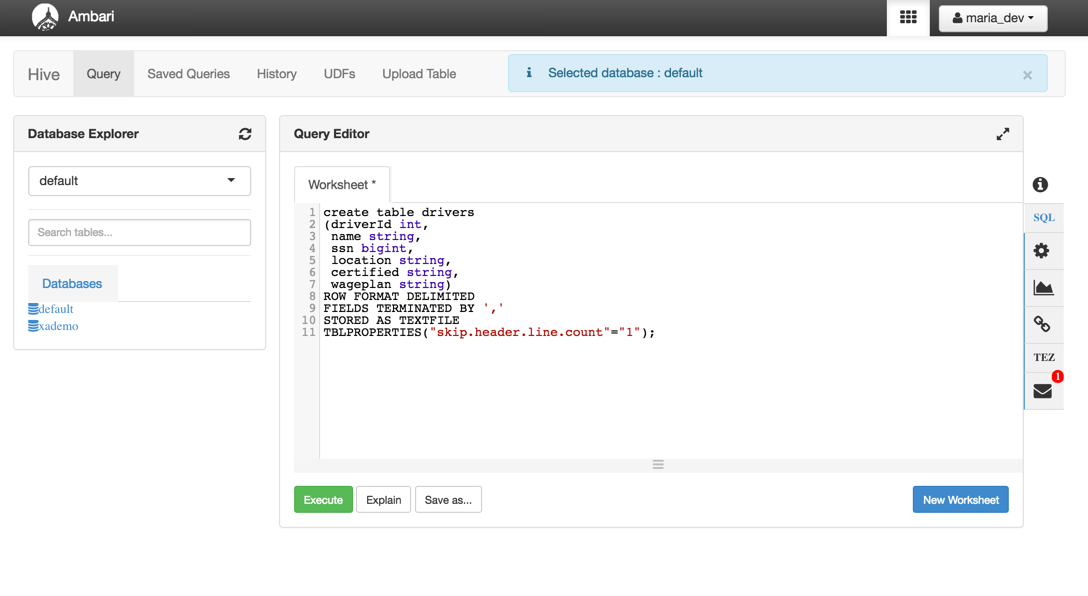 Ambari
maria_dev
Hive Query Saved Queries History UDFs Upload Table
Selected database : default ×
Database Explorer
default
Search tables...
Databases
default
xademo
Query Editor
Worksheet *
1 create table drivers
2 (driverId int,
3 name string,
4 ssn bigint,
5 location string,
6 certified string,
7 wageplan string)
8 ROW FORMAT DELIMITED
9 FIELDS TERMINATED BY ','
10 STORED AS TEXTFILE
11 TBLPROPERTIES("skip.header.line.count"="1");
Execute Explain Save as... New Worksheet
SQL
TEZ
1